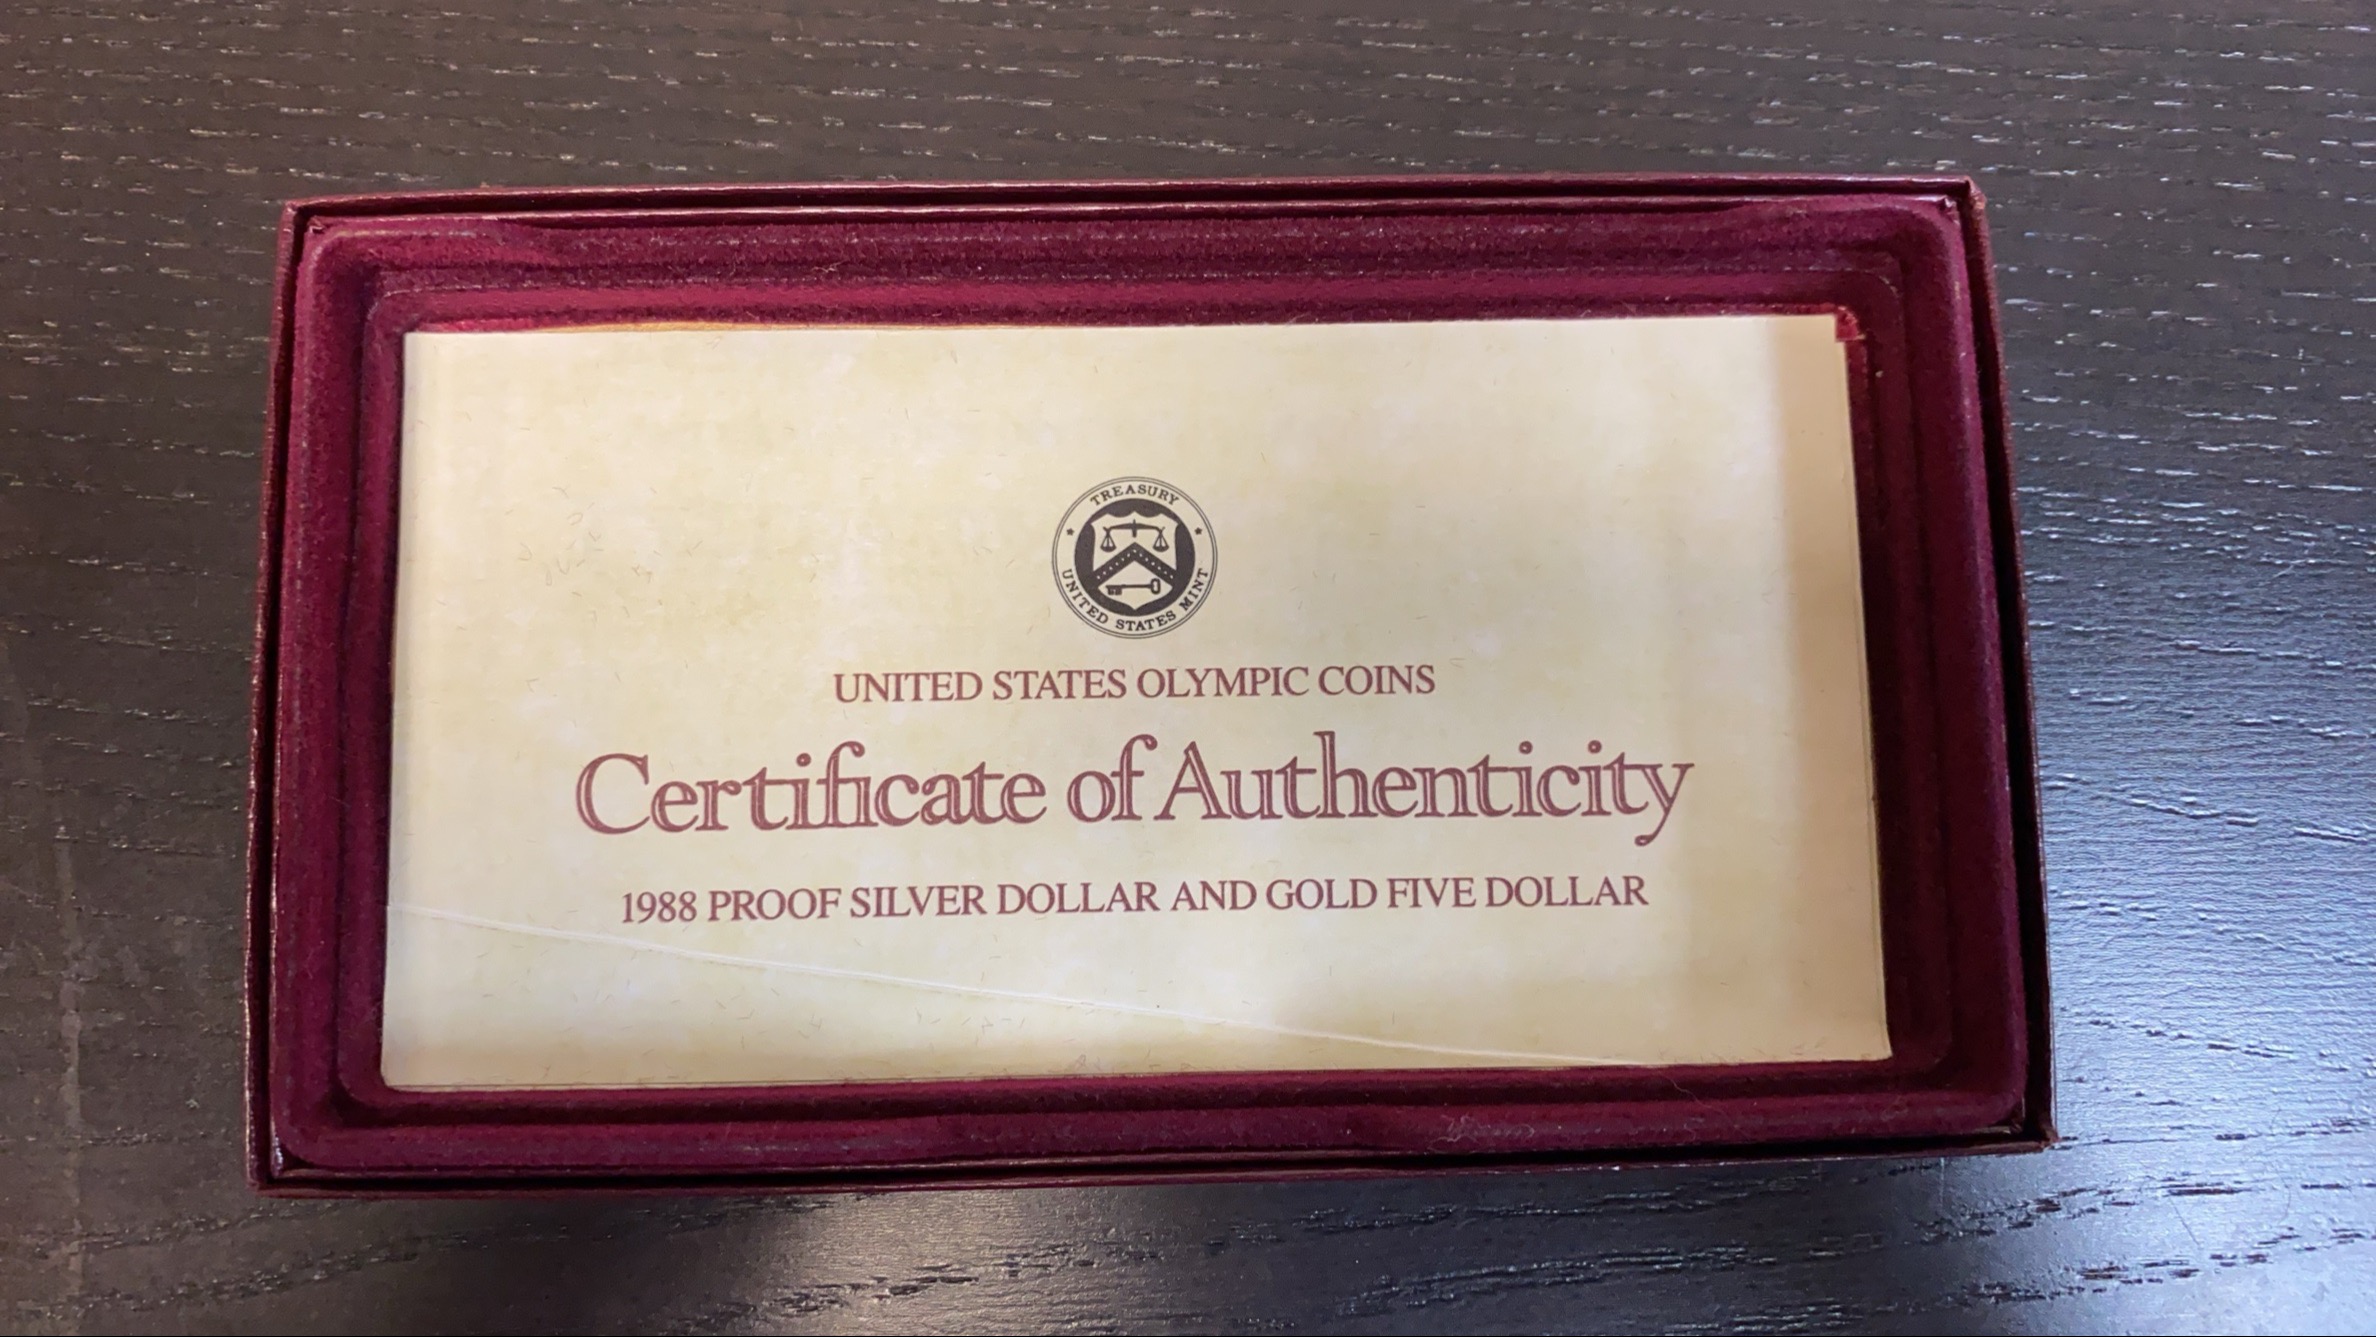 TREASURY
UNITED STATES MINT
UNITED STATES OLYMPIC COINS
Certificate of Authenticity
1988 PROOF SILVER DOLLAR AND GOLD FIVE DOLLAR